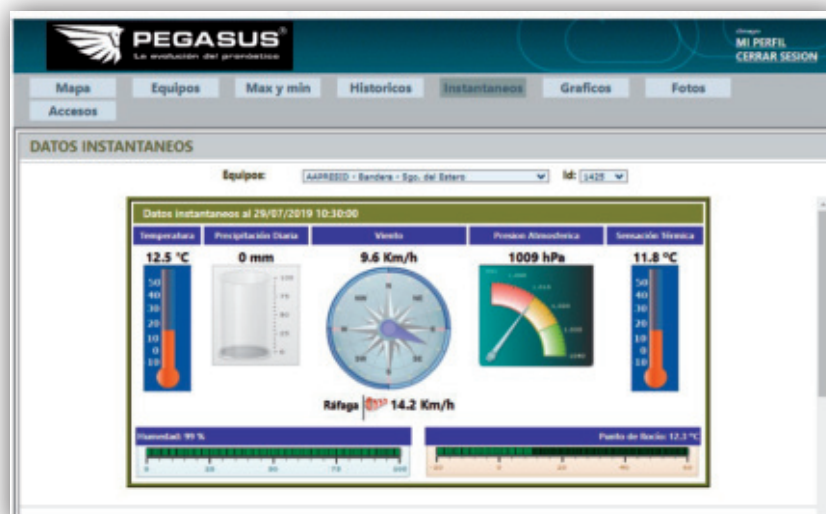 PEGASUS®
La evolución del pronóstico
MI PERFIL
CERRAR SESION
Mapa Equipos Max y min Historicos Instantaneos Graficos Fotos
Accesos
DATOS INSTANTANEOS
Equipos: AAPRESID - Bandera - Sgo. del Estero Id: 1425
Datos instantaneos al 29/07/2019 10:30:00
Temperatura Precipitación Diaria Viento Presion Atmosferica Sensación Térmica
12.5 °C 0 mm 9.6 Km/h 1009 hPa 11.8 °C
Ráfaga 14.2 Km/h
Humedad: 99 % Punto de Rocio: 12.3 °C